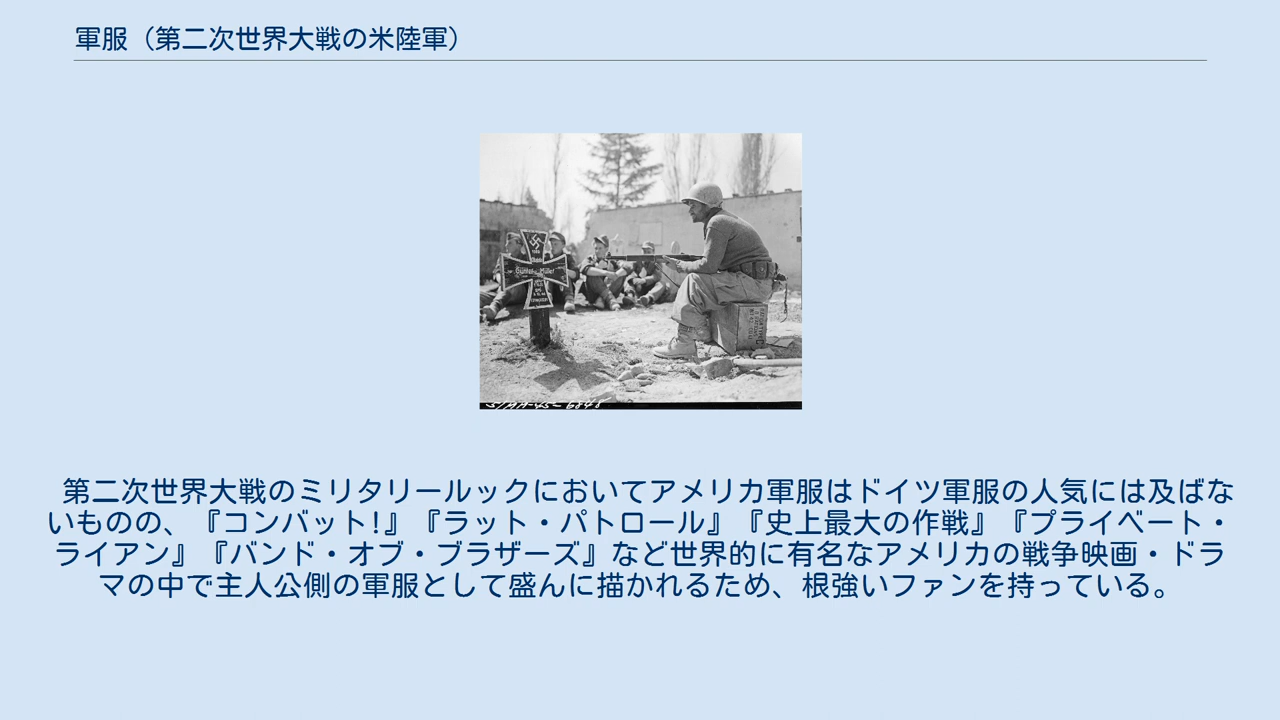 軍服（第二次世界大戦の米陸軍）
Günter Müller
第二次世界大戦のミリタリールックにおいてアメリカ軍服はドイツ軍服の人気には及ばな
いものの、『コンバット!』『ラット・パトロール』『史上最大の作戦』『プライベート・
ライアン』『バンド・オブ・ブラザーズ』など世界的に有名なアメリカの戦争映画・ドラ
マの中で主人公側の軍服として盛んに描かれるため、根強いファンを持っている。